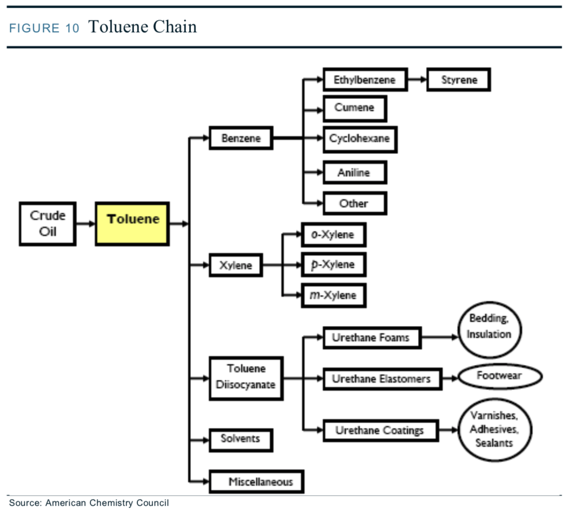 FIGURE 10 Toluene Chain
Crude
Oil
Toluene
Benzene
Ethylbenzene
Styrene
Cumene
Cyclohexane
Aniline
Other
Xylene
o-Xylene
p-Xylene
m-Xylene
Toluene
Diisocyanate
Urethane Foams
Bedding,
Insulation
Urethane Elastomers
Footwear
Urethane Coatings
Varnishes,
Adhesives,
Sealants
Solvents
Miscellaneous
Source: American Chemistry Council